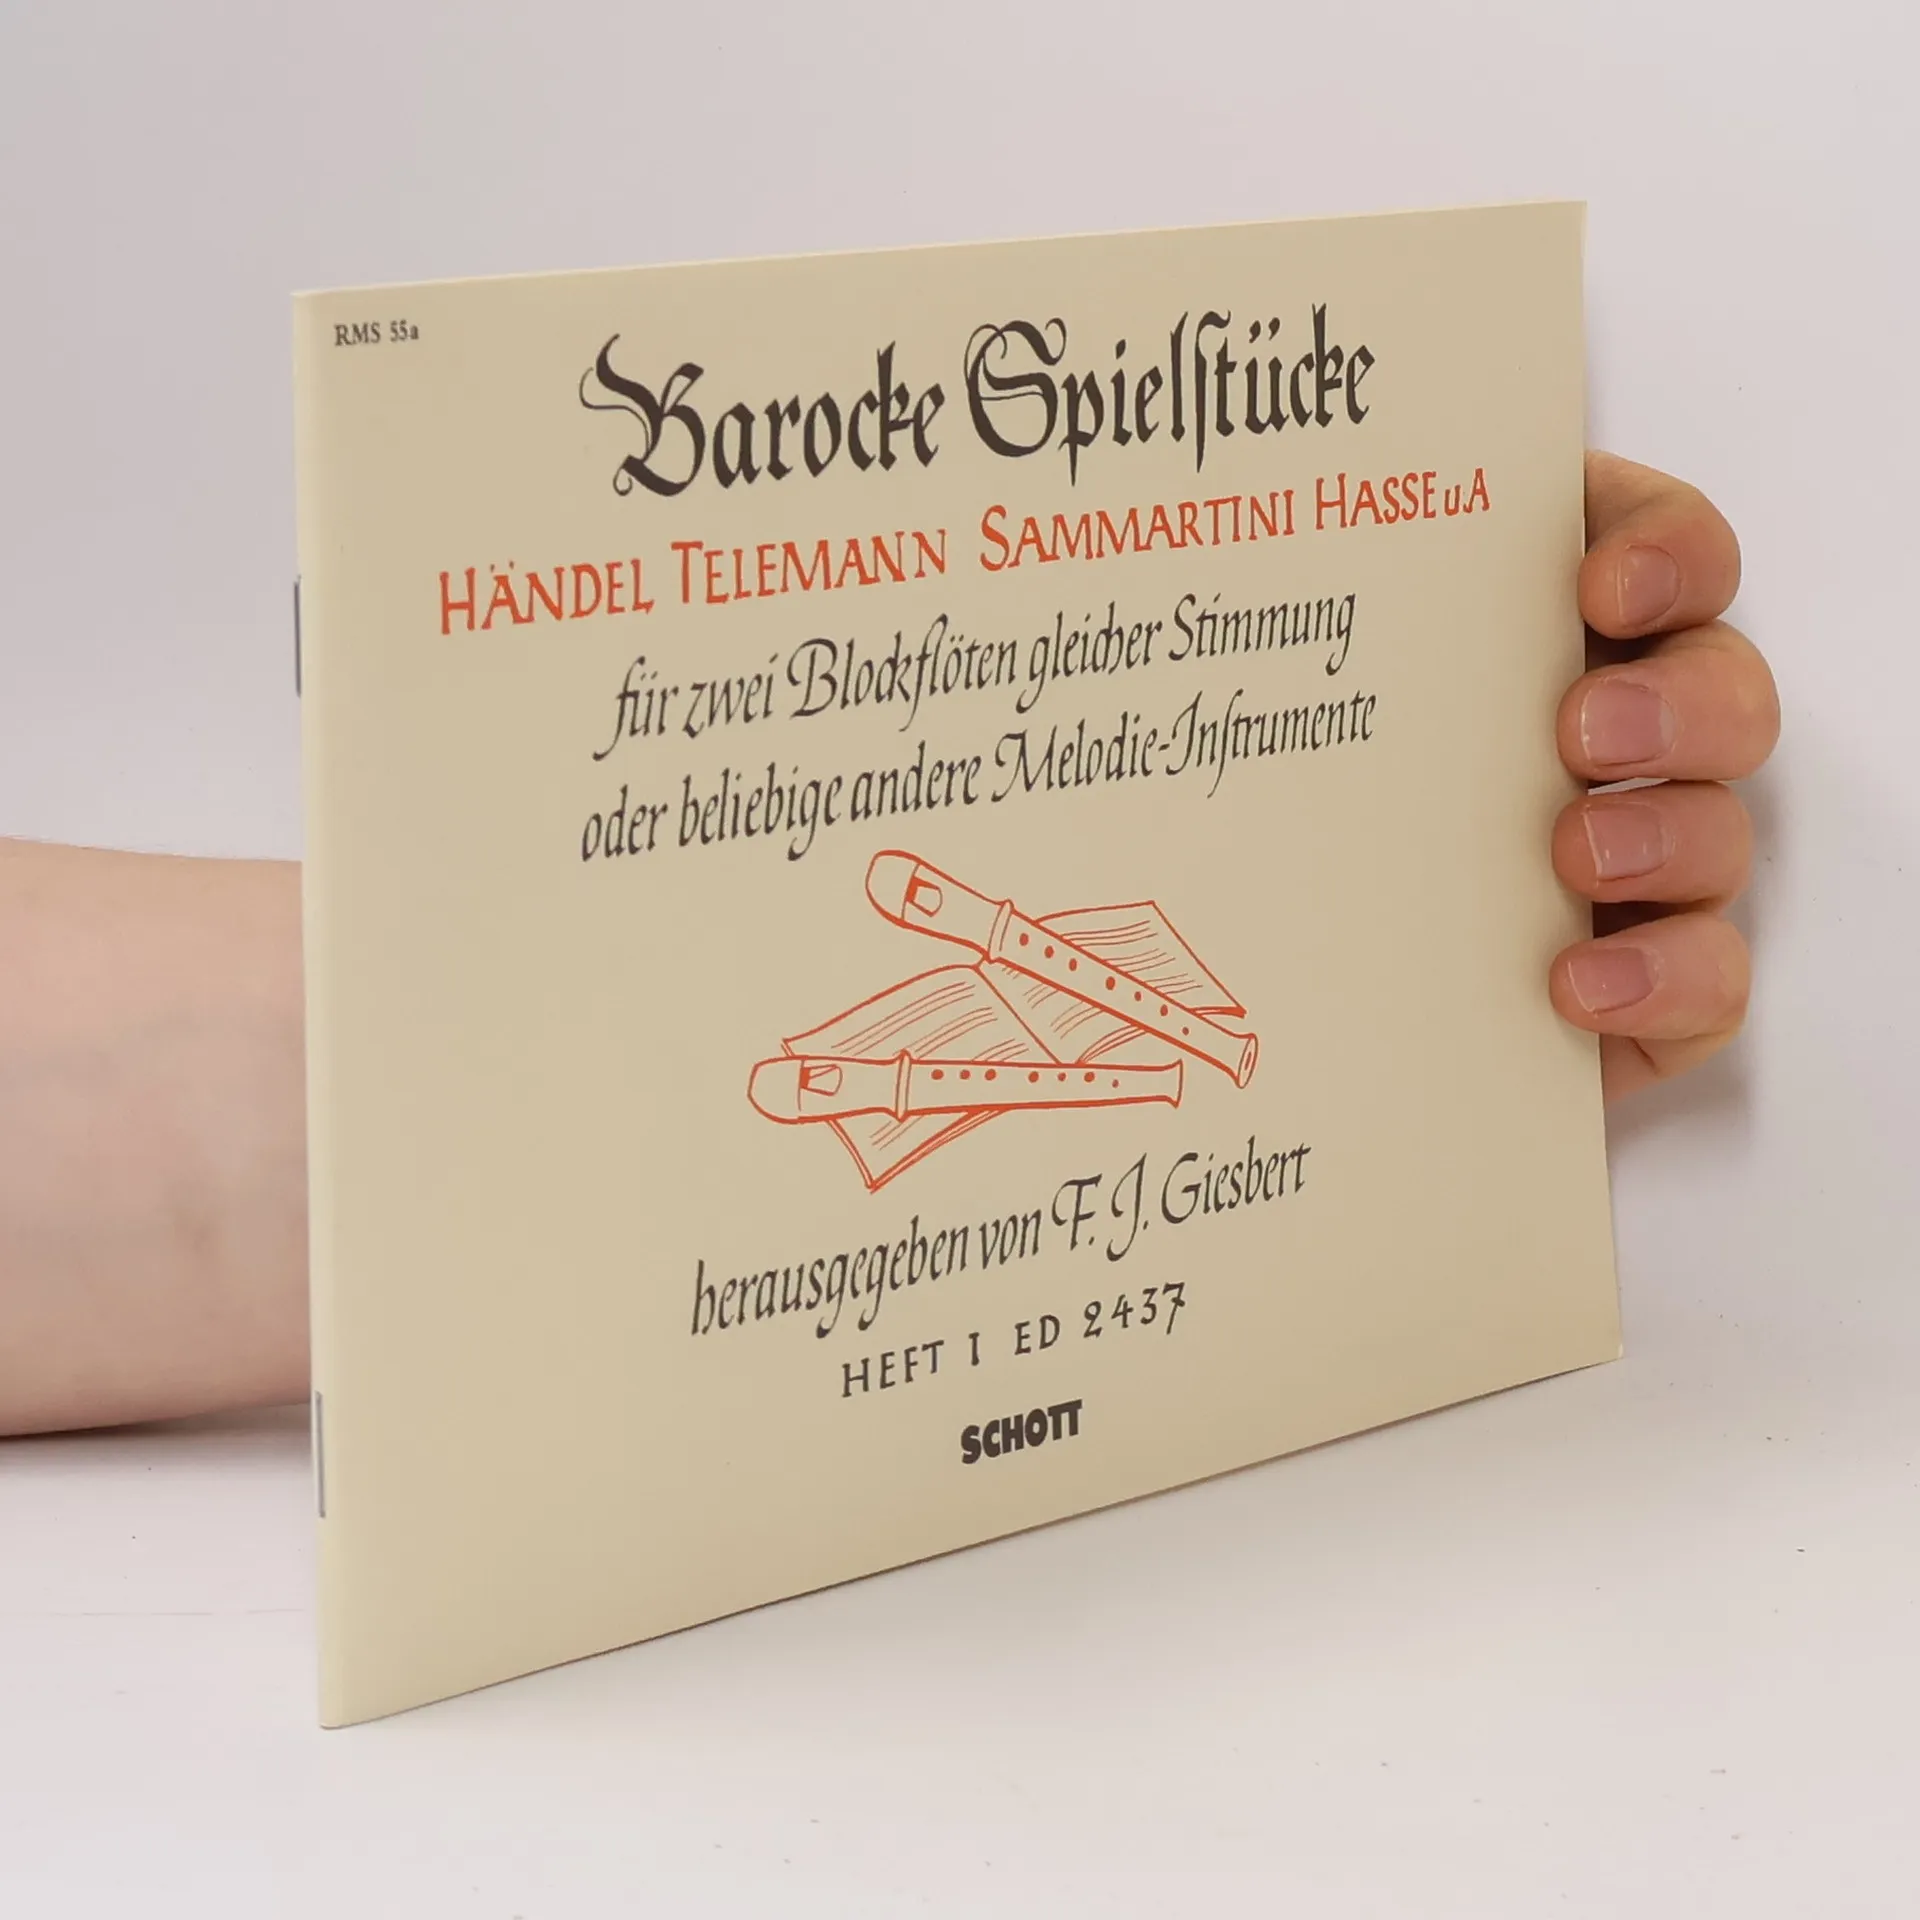 RMS 55a
Barocke Spielſtücke
HÄNDEL TELEMANN SAMMARTINI HASSE u.A
für zwei Blockflöten gleicher Stimmung
oder beliebige andere Melodie-Inſtrumente
herausgegeben von F. J. Giesbert
HEFT I ED 2437
SCHOTT